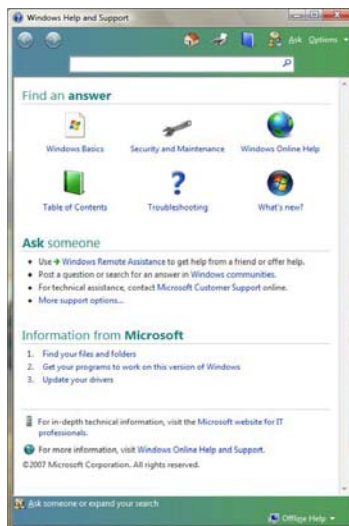 Windows Help and Support
Ask Options
Find an answer
Windows Basics Security and Maintenance Windows Online Help
Table of Contents Troubleshooting What's new?
Ask someone
Use Windows Remote Assistance to get help from a friend or offer help.
Post a question or search for an answer in Windows communities.
For technical assistance, contact Microsoft Customer Support online.
More support options...
Information from Microsoft
1. Find your files and folders
2. Get your programs to work on this version of Windows
3. Update your drivers
For in-depth technical information, visit the Microsoft website for IT
professionals.
For more information, visit Windows Online Help and Support.
©2007 Microsoft Corporation. All rights reserved.
Ask someone or expand your search
Offline Help